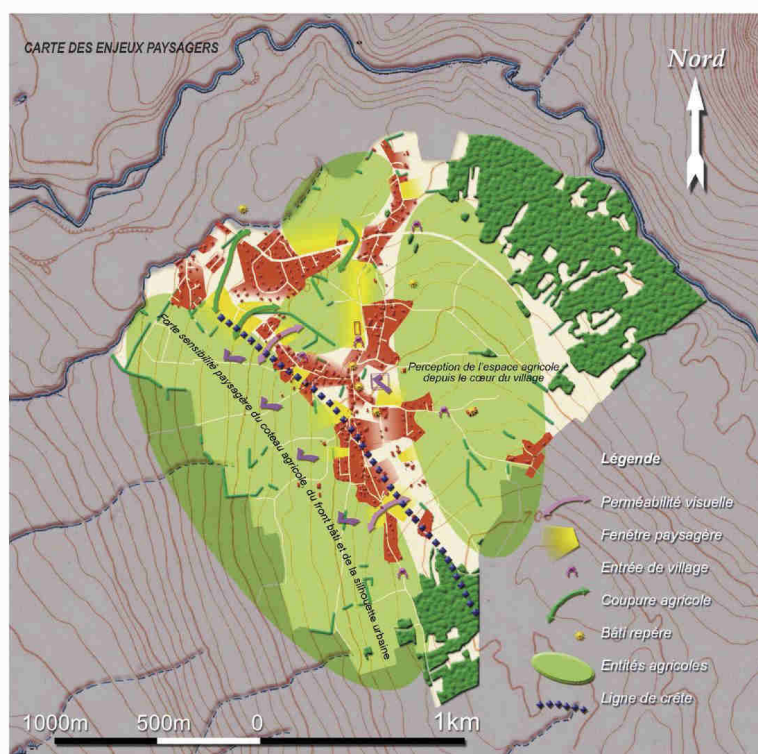 CARTE DES ENJEUX PAYSAGERS
Nord
Forte sensibilité paysagère du coteau agricole, du front bâti et de la silhouette urbaine
Perception de l'espace agricole
depuis le cœur du village
70
Légende
Perméabilité visuelle
Fenêtre paysagère
Entrée de village
Coupure agricole
Bâti repère
Entités agricoles
Ligne de crête
1000m 500m 0 1km